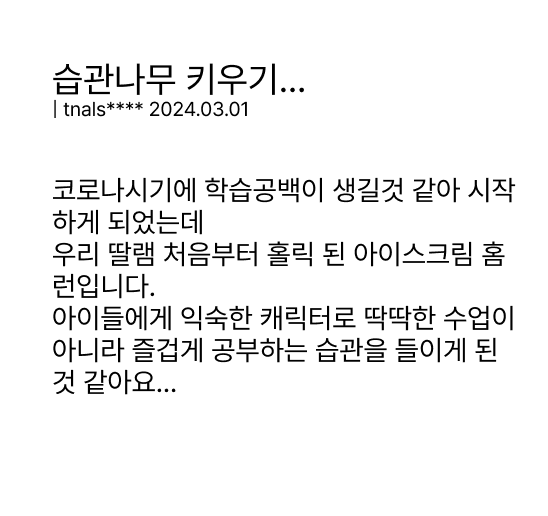 습관나무 키우기...
| tnals**** 2024.03.01
코로나시기에 학습공백이 생길것 같아 시작
하게 되었는데
우리 딸램 처음부터 홀릭 된 아이스크림 홈
런입니다.
아이들에게 익숙한 캐릭터로 딱딱한 수업이
아니라 즐겁게 공부하는 습관을 들이게 된
것 같아요...